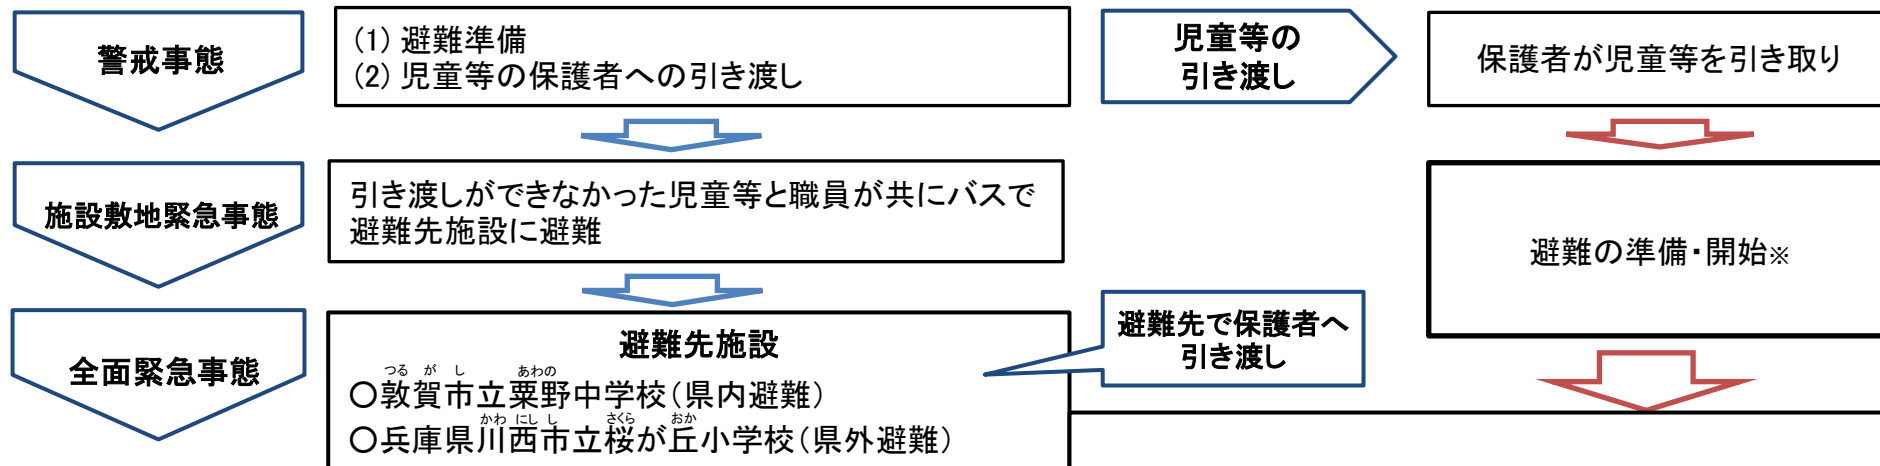 警戒事態
(1) 避難準備
(2) 児童等の保護者への引き渡し
児童等の
引き渡し
保護者が児童等を引き取り
施設敷地緊急事態
引き渡しができなかった児童等と職員が共にバスで
避難先施設に避難
避難の準備・開始※
全面緊急事態
避難先施設
つるがし あわの
○敦賀市立粟野中学校(県内避難)
かわにしし さくら おか
○兵庫県川西市立桜が丘小学校(県外避難)
避難先で保護者へ
引き渡し